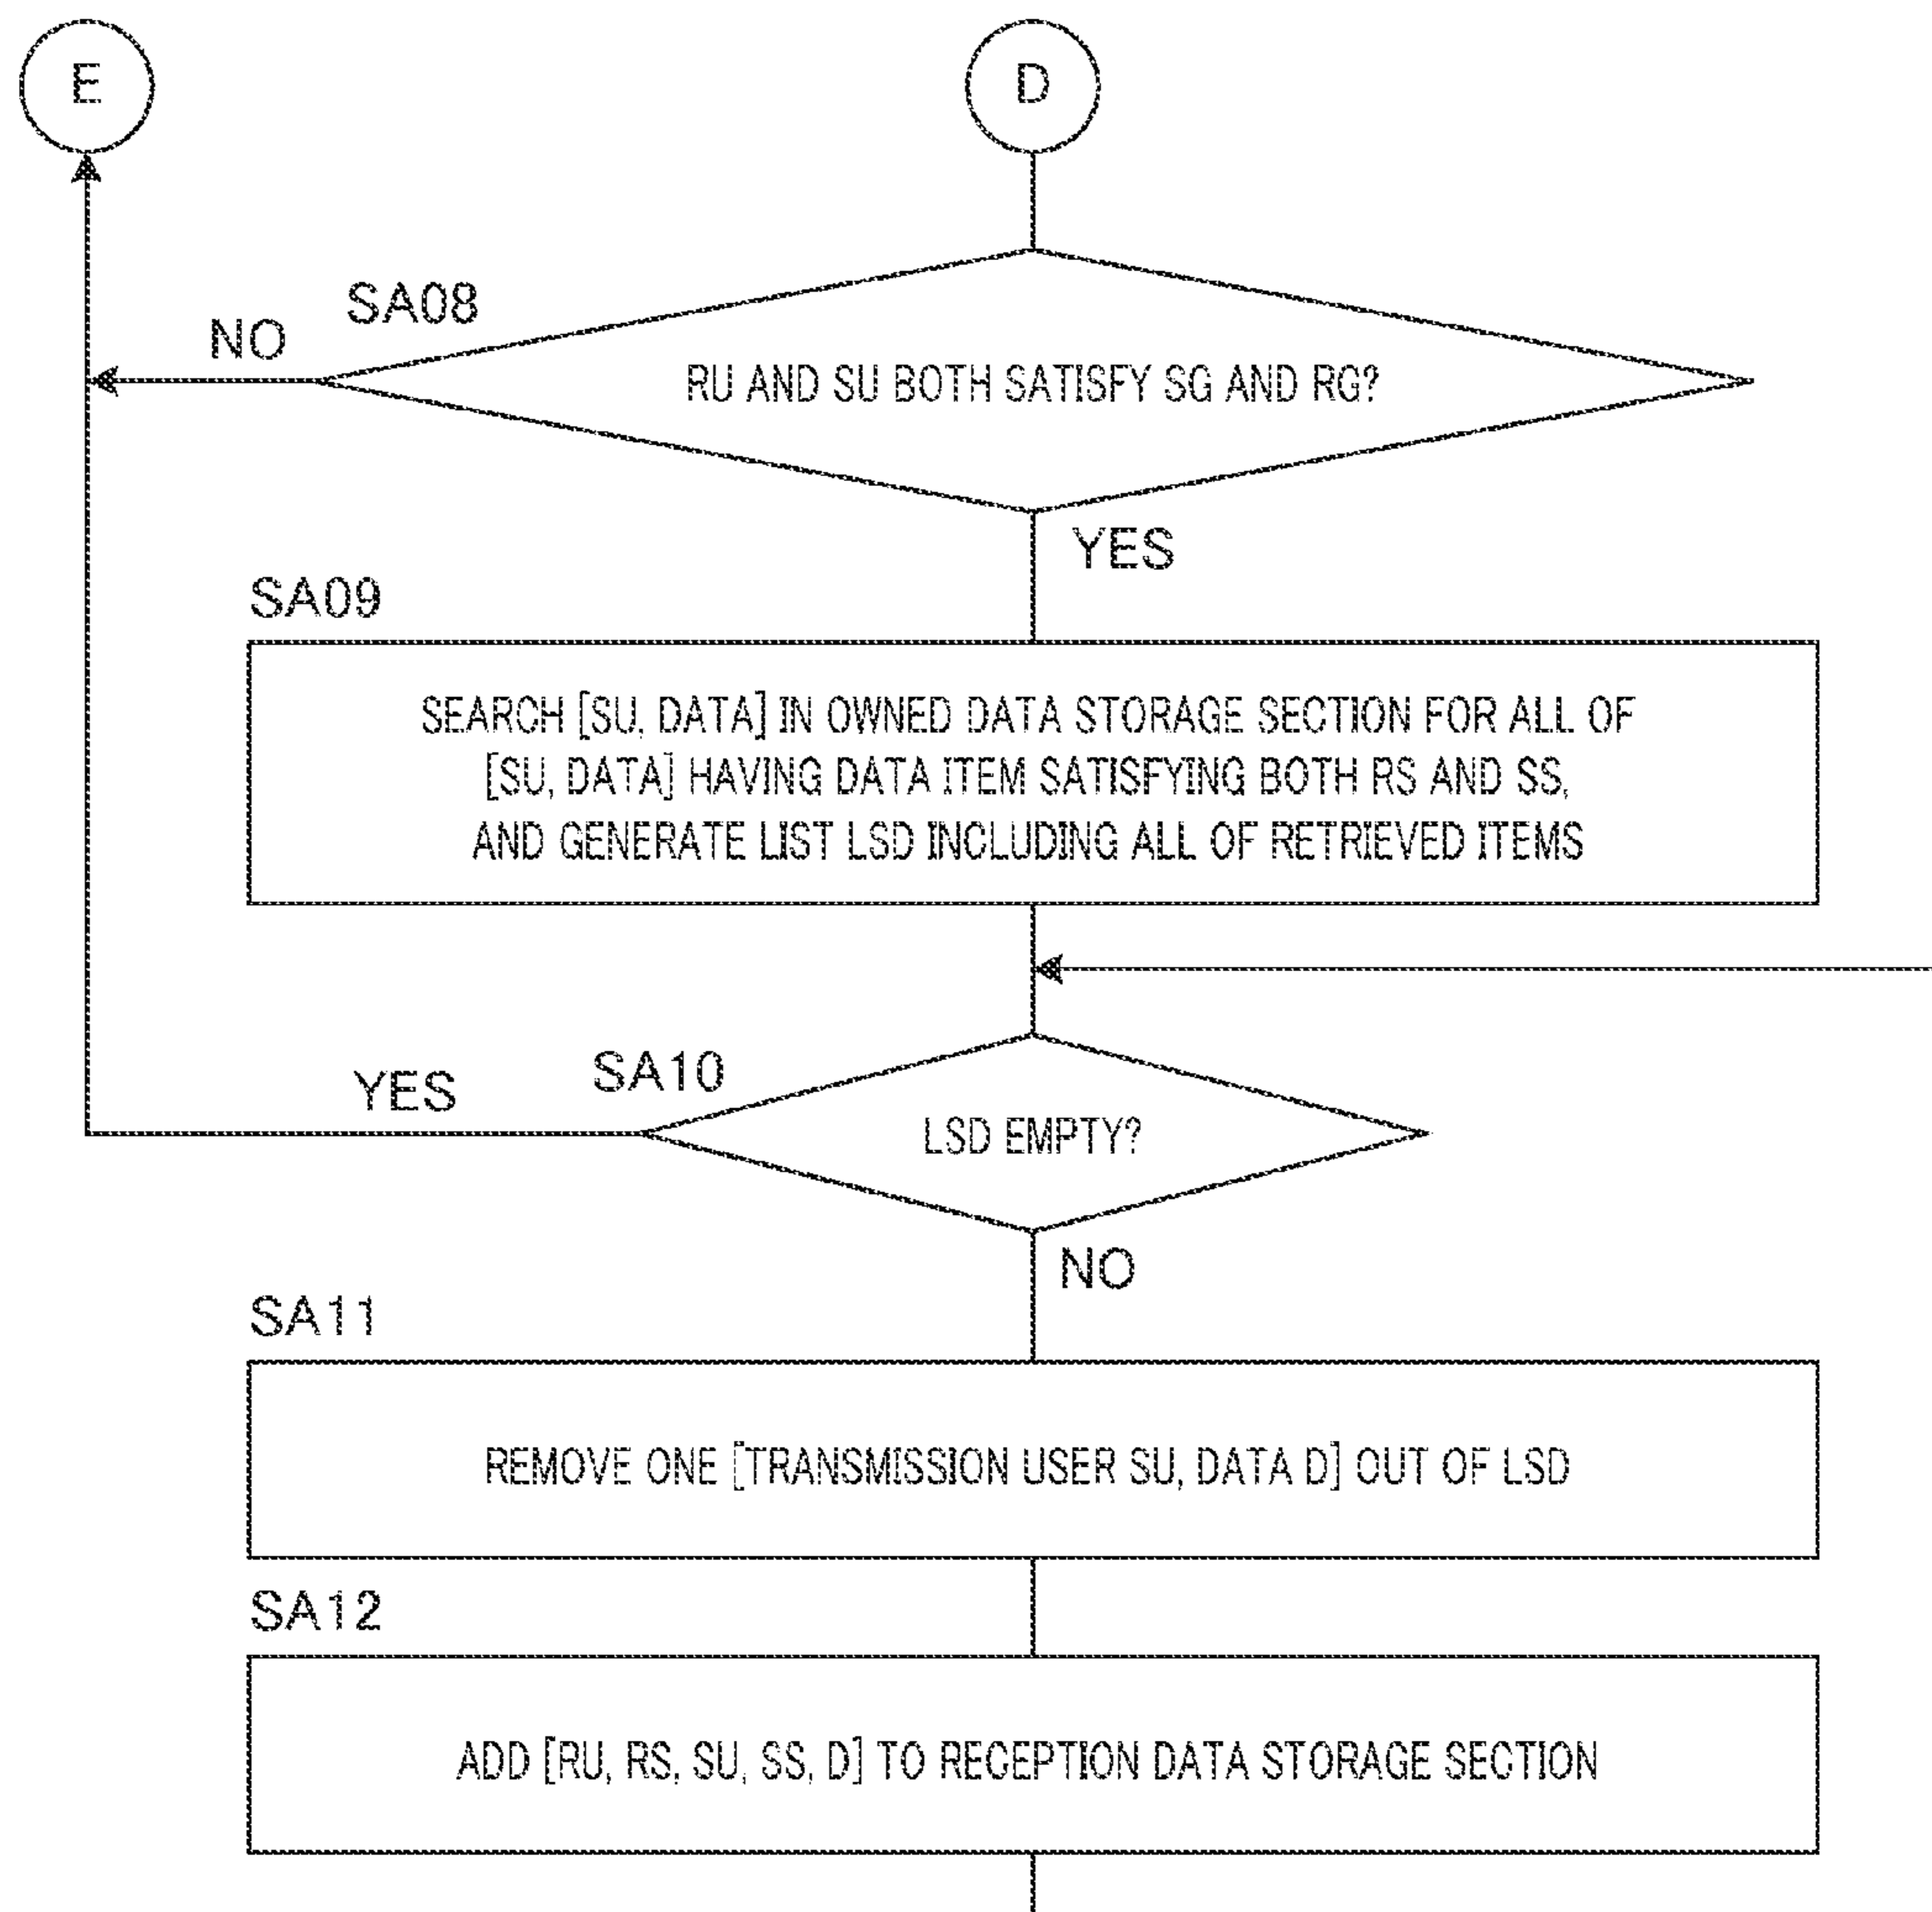 E
D
SA08
NO
RU AND SU BOTH SATISFY SG AND RG?
YES
SA09
SEARCH [SU, DATA] IN OWNED DATA STORAGE SECTION FOR ALL OF
[SU, DATA] HAVING DATA ITEM SATISFYING BOTH RS AND SS,
AND GENERATE LIST LSD INCLUDING ALL OF RETRIEVED ITEMS
SA10
YES
LSD EMPTY?
NO
SA11
REMOVE ONE [TRANSMISSION USER SU, DATA D] OUT OF LSD
SA12
ADD [RU, RS, SU, SS, D] TO RECEPTION DATA STORAGE SECTION